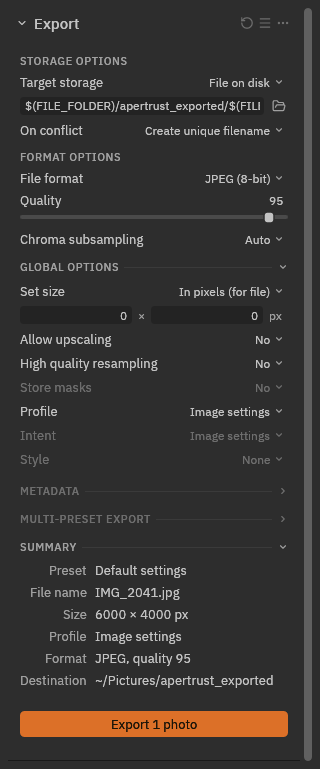 Export
STORAGE OPTIONS
Target storage File on disk
$(FILE_FOLDER)/apertrust_exported/$(FILI
On conflict Create unique filename
FORMAT OPTIONS
File format JPEG (8-bit)
Quality 95
Chroma subsampling Auto
GLOBAL OPTIONS
Set size In pixels (for file)
0 × 0 px
Allow upscaling No
High quality resampling No
Store masks No
Profile Image settings
Intent Image settings
Style None
METADATA
MULTI-PRESET EXPORT
SUMMARY
Preset Default settings
File name IMG_2041.jpg
Size 6000 × 4000 px
Profile Image settings
Format JPEG, quality 95
Destination ~/Pictures/apertrust_exported
Export 1 photo